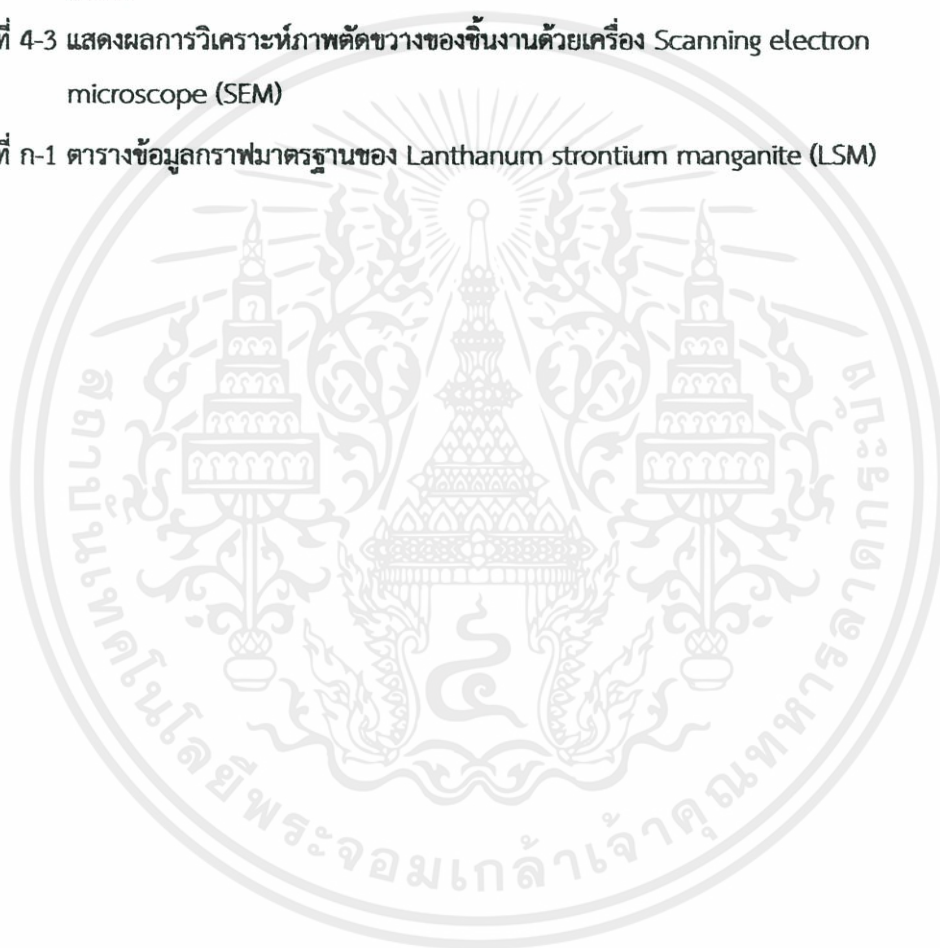 ที่ 4-3 แสดงผลการวิเคราะห์ภาพตัดขวางของชิ้นงานด้วยเครื่อง Scanning electron
microscope (SEM)
ที่ ก-1 ตารางข้อมูลกราฟมาตรฐานของ Lanthanum strontium manganite (LSM)
สถาบันเทคโนโลยีพระจอมเกล้าเจ้าคุณทหารลาดกระบัง